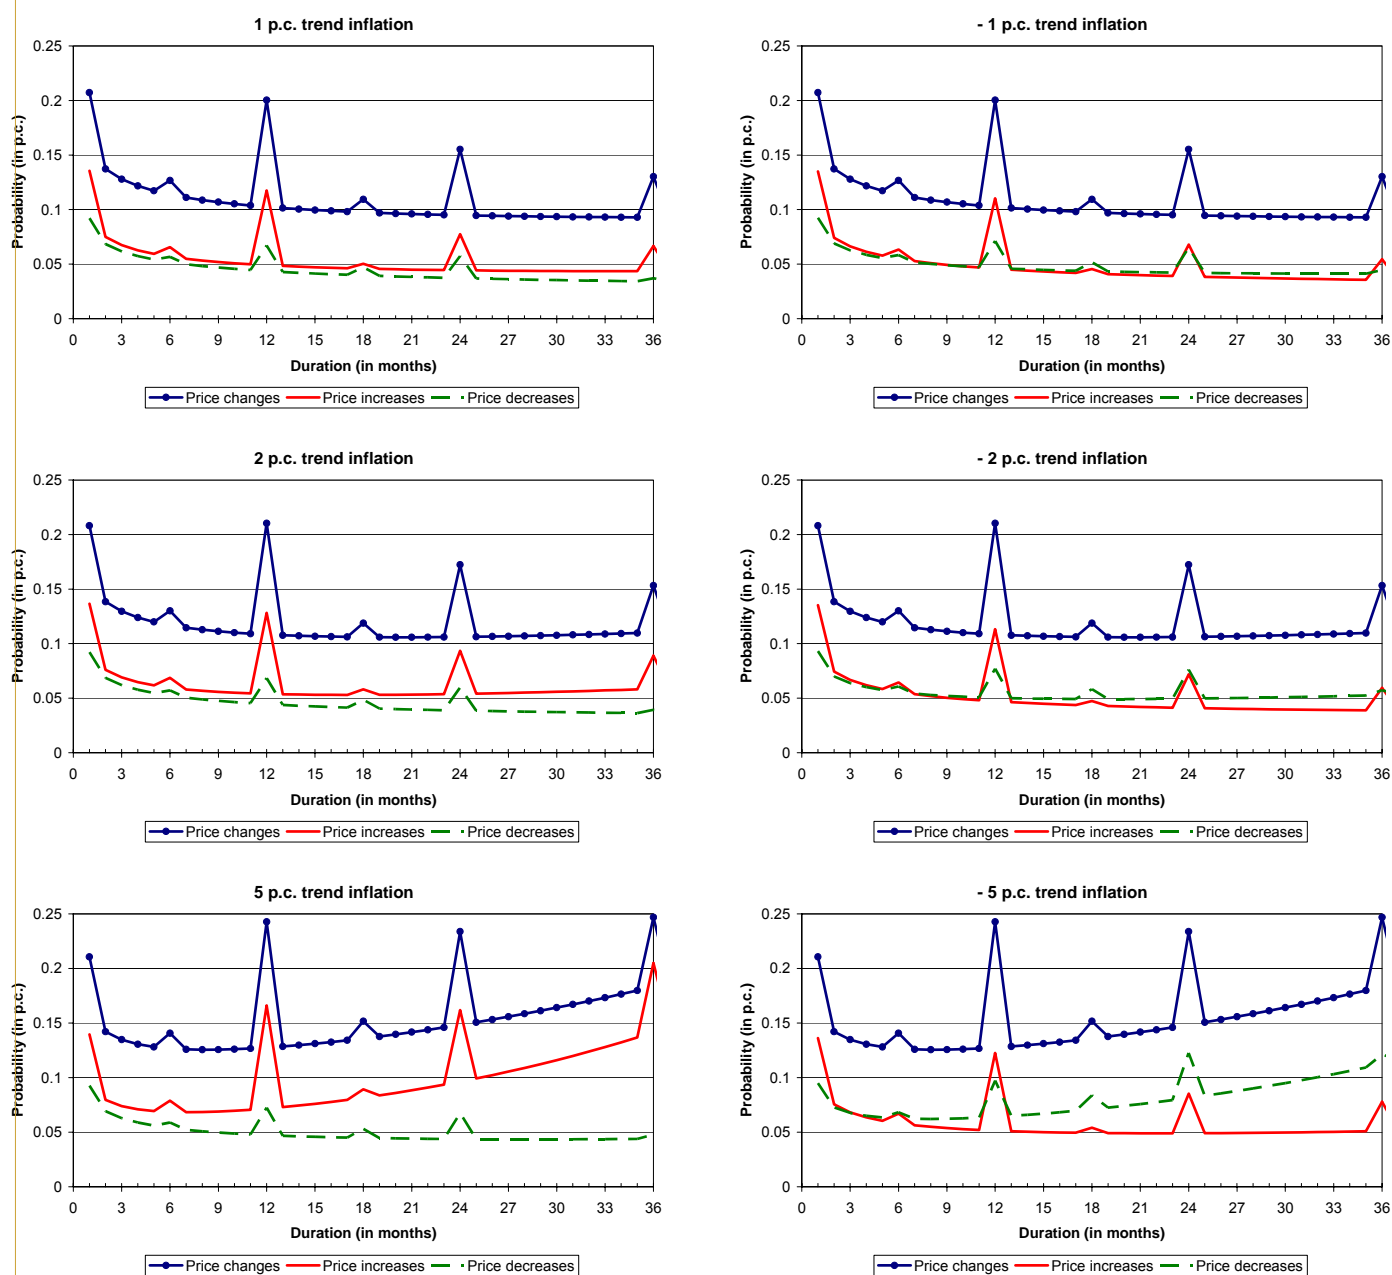 1 p.c. trend inflation
0.25
0.2
0.15
0.1
0.05
0
Probability (in p.c.)
0 3 6 9 12 15 18 21 24 27 30 33 36
Duration (in months)
Price changes Price increases Price decreases
- 1 p.c. trend inflation
0.25
0.2
0.15
0.1
0.05
0
Probability (in p.c.)
0 3 6 9 12 15 18 21 24 27 30 33 36
Duration (in months)
Price changes Price increases Price decreases
2 p.c. trend inflation
0.25
0.2
0.15
0.1
0.05
0
Probability (in p.c.)
0 3 6 9 12 15 18 21 24 27 30 33 36
Duration (in months)
Price changes Price increases Price decreases
- 2 p.c. trend inflation
0.25
0.2
0.15
0.1
0.05
0
Probability (in p.c.)
0 3 6 9 12 15 18 21 24 27 30 33 36
Duration (in months)
Price changes Price increases Price decreases
5 p.c. trend inflation
0.25
0.2
0.15
0.1
0.05
0
Probability (in p.c.)
0 3 6 9 12 15 18 21 24 27 30 33 36
Duration (in months)
Price changes Price increases Price decreases
- 5 p.c. trend inflation
0.25
0.2
0.15
0.1
0.05
0
Probability (in p.c.)
0 3 6 9 12 15 18 21 24 27 30 33 36
Duration (in months)
Price changes Price increases Price decreases